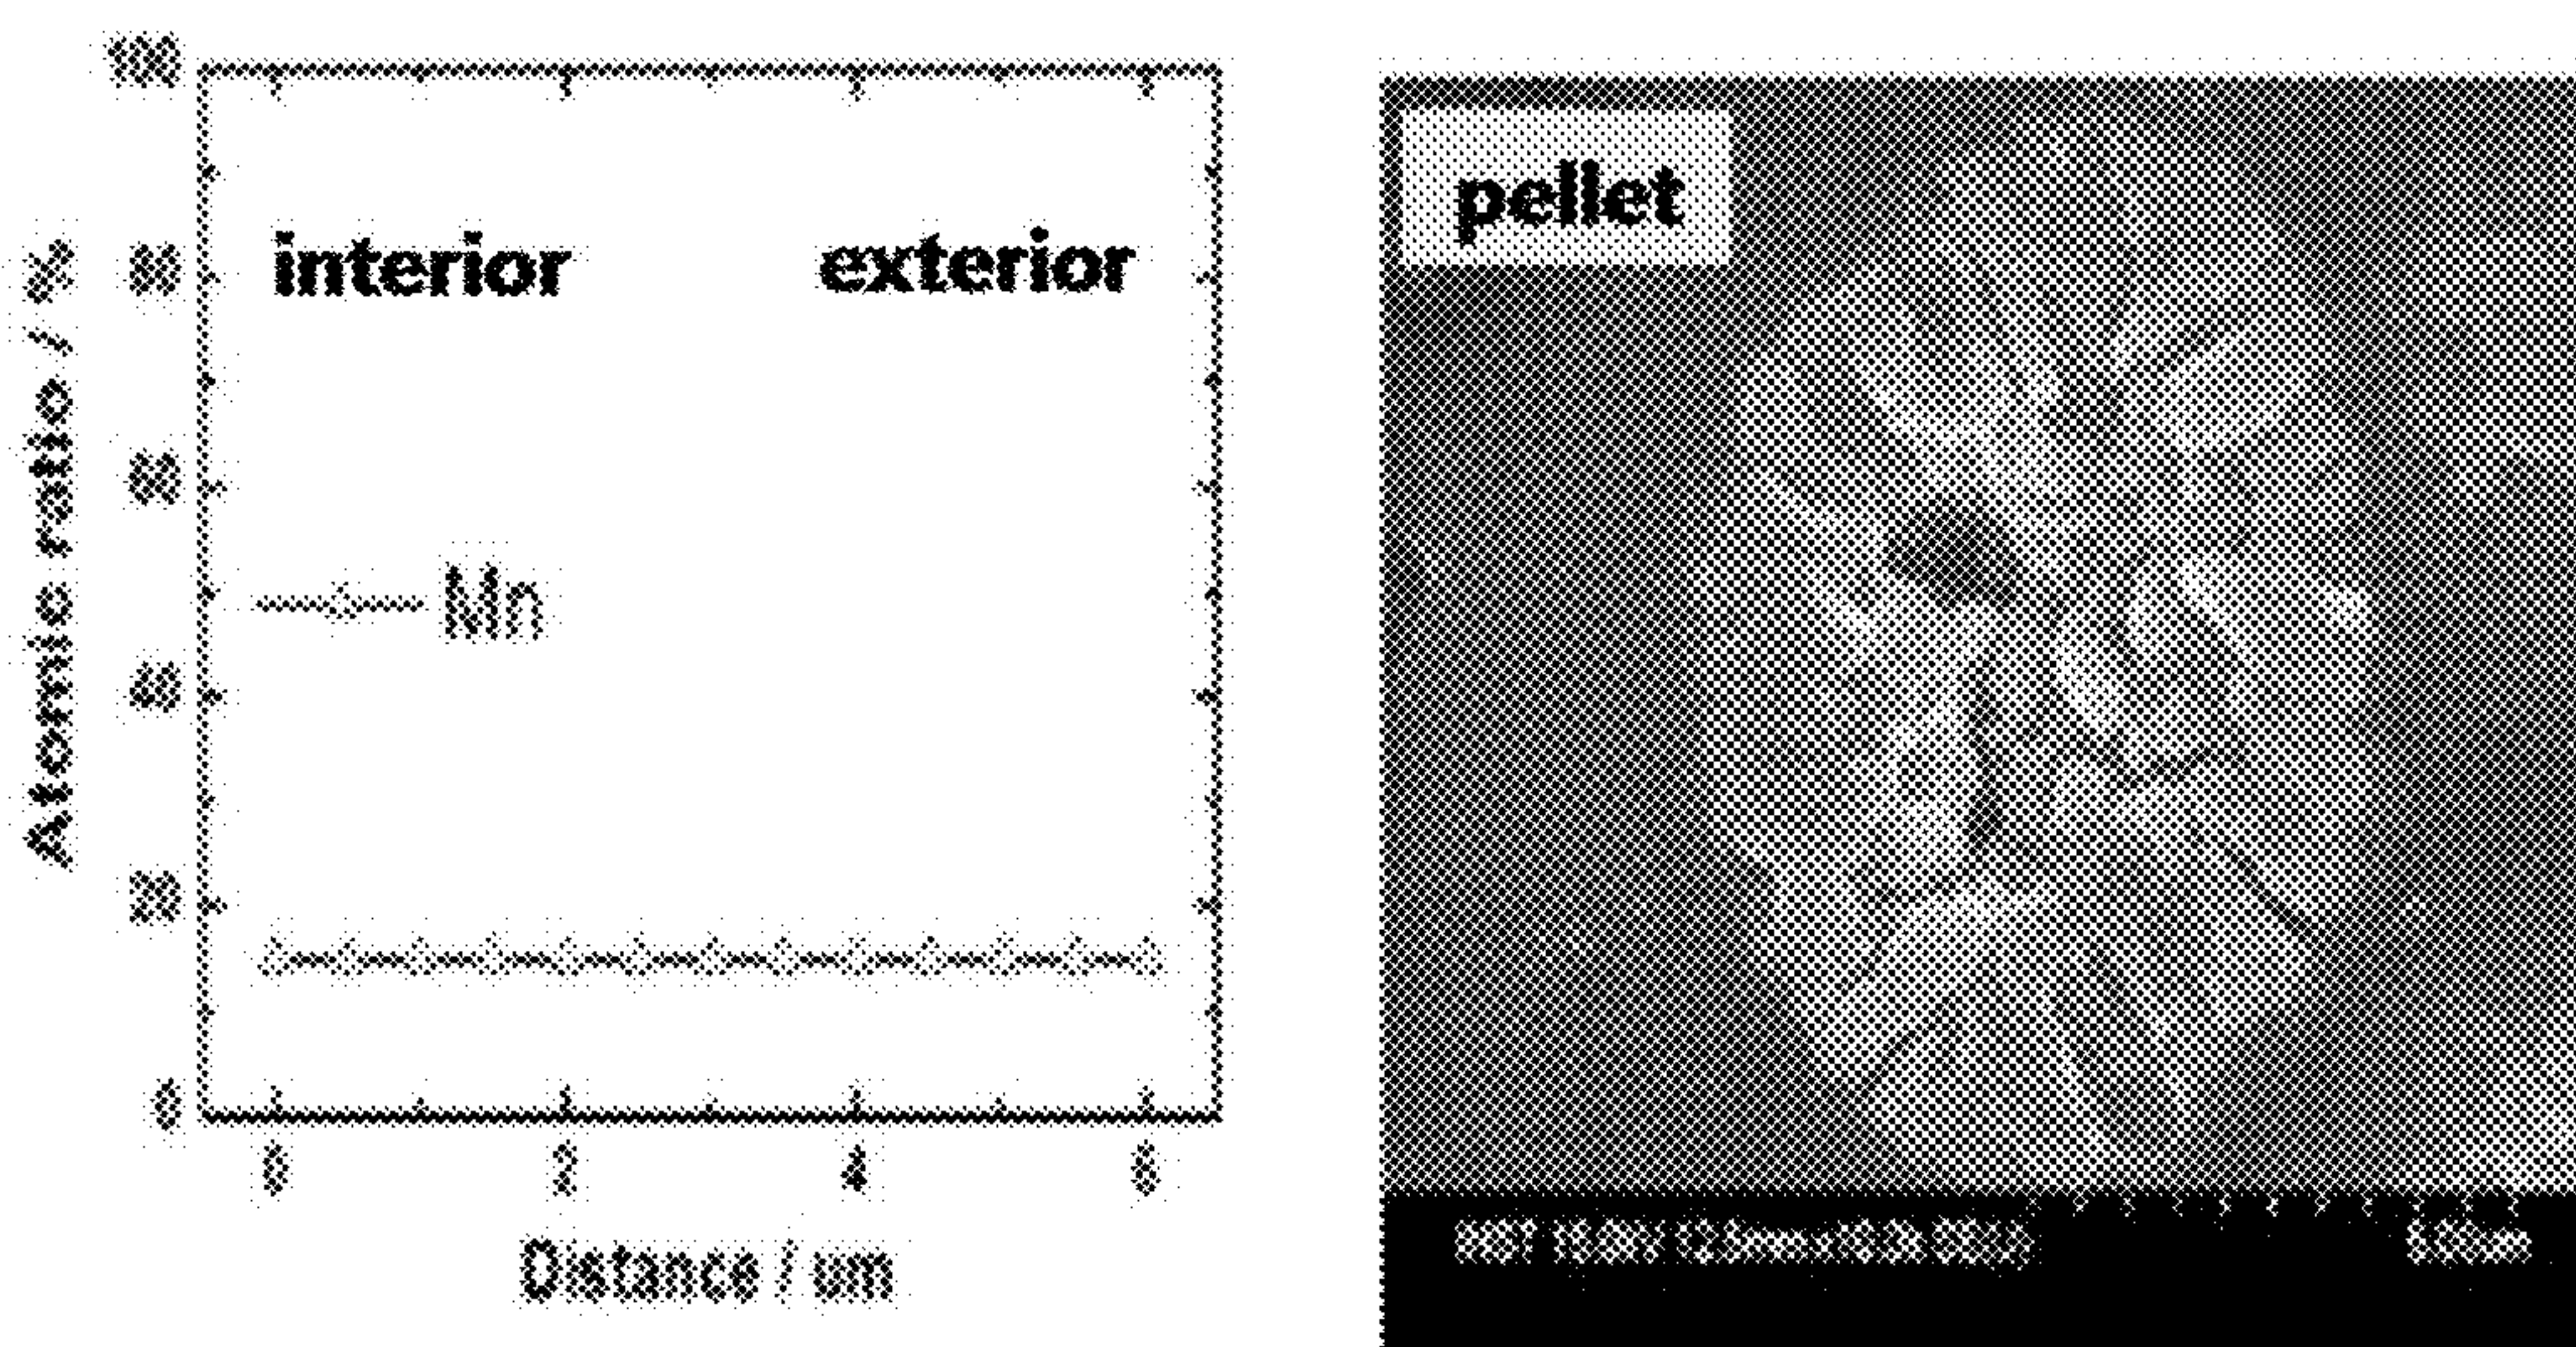 100
80
60
40
20
0
Atomic ratio / %
interior
exterior
Mn
0
2
4
6
Distance / um
pellet